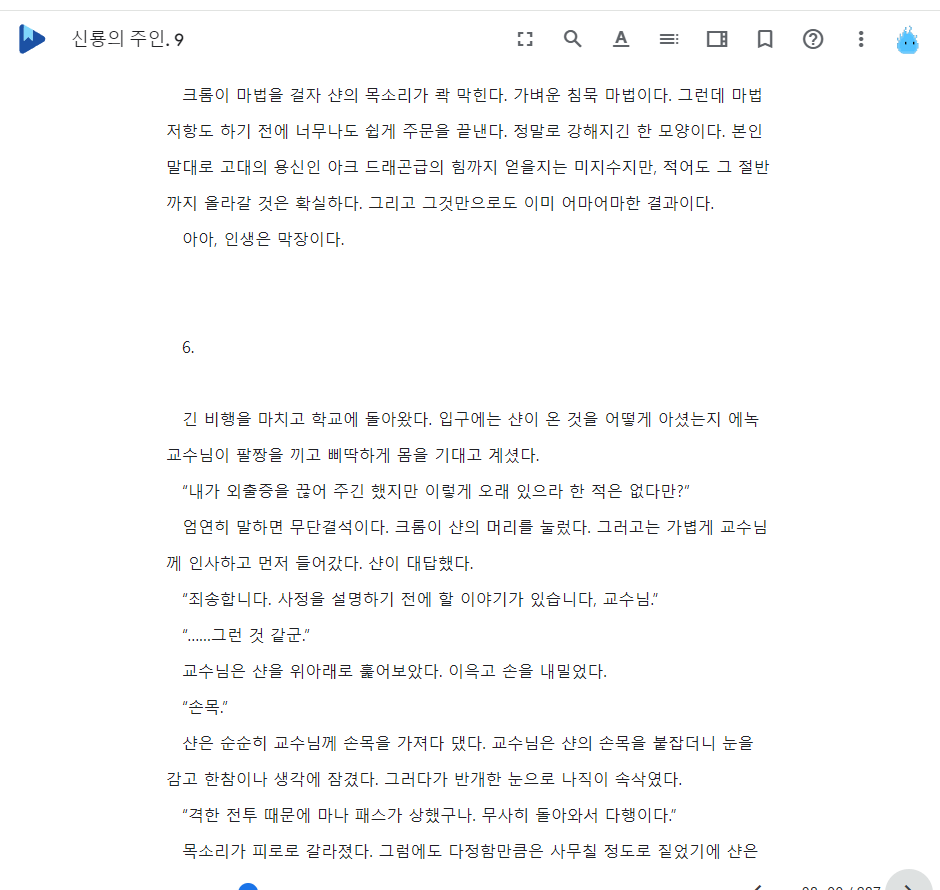 신룡의 주인. 9
크롬이 마법을 걸자 샨의 목소리가 콱 막힌다. 가벼운 침묵 마법이다. 그런데 마법
저항도 하기 전에 너무나도 쉽게 주문을 끝낸다. 정말로 강해지긴 한 모양이다. 본인
말대로 고대의 용신인 아크 드래곤급의 힘까지 얻을지는 미지수지만, 적어도 그 절반
까지 올라갈 것은 확실하다. 그리고 그것만으로도 이미 어마어마한 결과이다.
아아, 인생은 막장이다.
6.
긴 비행을 마치고 학교에 돌아왔다. 입구에는 샨이 온 것을 어떻게 아셨는지 에녹
교수님이 팔짱을 끼고 삐딱하게 몸을 기대고 계셨다.
“내가 외출증을 끊어 주긴 했지만 이렇게 오래 있으라 한 적은 없다만?”
엄연히 말하면 무단결석이다. 크롬이 샨의 머리를 눌렀다. 그러고는 가볍게 교수님
께 인사하고 먼저 들어갔다. 샨이 대답했다.
“죄송합니다. 사정을 설명하기 전에 할 이야기가 있습니다, 교수님.”
“……그런 것 같군.”
교수님은 샨을 위아래로 훑어보았다. 이윽고 손을 내밀었다.
“손목.”
샨은 순순히 교수님께 손목을 가져다 댔다. 교수님은 샨의 손목을 붙잡더니 눈을
감고 한참이나 생각에 잠겼다. 그러다가 반개한 눈으로 나직이 속삭였다.
“격한 전투 때문에 마나 패스가 상했구나. 무사히 돌아와서 다행이다.”
목소리가 피로로 갈라졌다. 그럼에도 다정함만큼은 사무칠 정도로 짙었기에 샨은